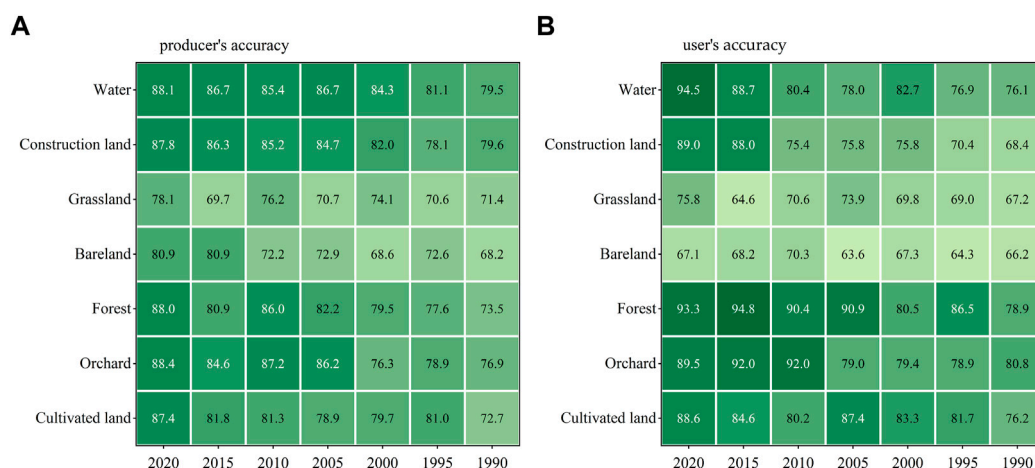 A
producer's accuracy
Water 88.1 86.7 85.4 86.7 84.3 81.1 79.5
Construction land 87.8 86.3 85.2 84.7 82.0 78.1 79.6
Grassland 78.1 69.7 76.2 70.7 74.1 70.6 71.4
Bareland 80.9 80.9 72.2 72.9 68.6 72.6 68.2
Forest 88.0 80.9 86.0 82.2 79.5 77.6 73.5
Orchard 88.4 84.6 87.2 86.2 76.3 78.9 76.9
Cultivated land 87.4 81.8 81.3 78.9 79.7 81.0 72.7
2020 2015 2010 2005 2000 1995 1990
B
user's accuracy
Water 94.5 88.7 80.4 78.0 82.7 76.9 76.1
Construction land 89.0 88.0 75.4 75.8 75.8 70.4 68.4
Grassland 75.8 64.6 70.6 73.9 69.8 69.0 67.2
Bareland 67.1 68.2 70.3 63.6 67.3 64.3 66.2
Forest 93.3 94.8 90.4 90.9 80.5 86.5 78.9
Orchard 89.5 92.0 92.0 79.0 79.4 78.9 80.8
Cultivated land 88.6 84.6 80.2 87.4 83.3 81.7 76.2
2020 2015 2010 2005 2000 1995 1990